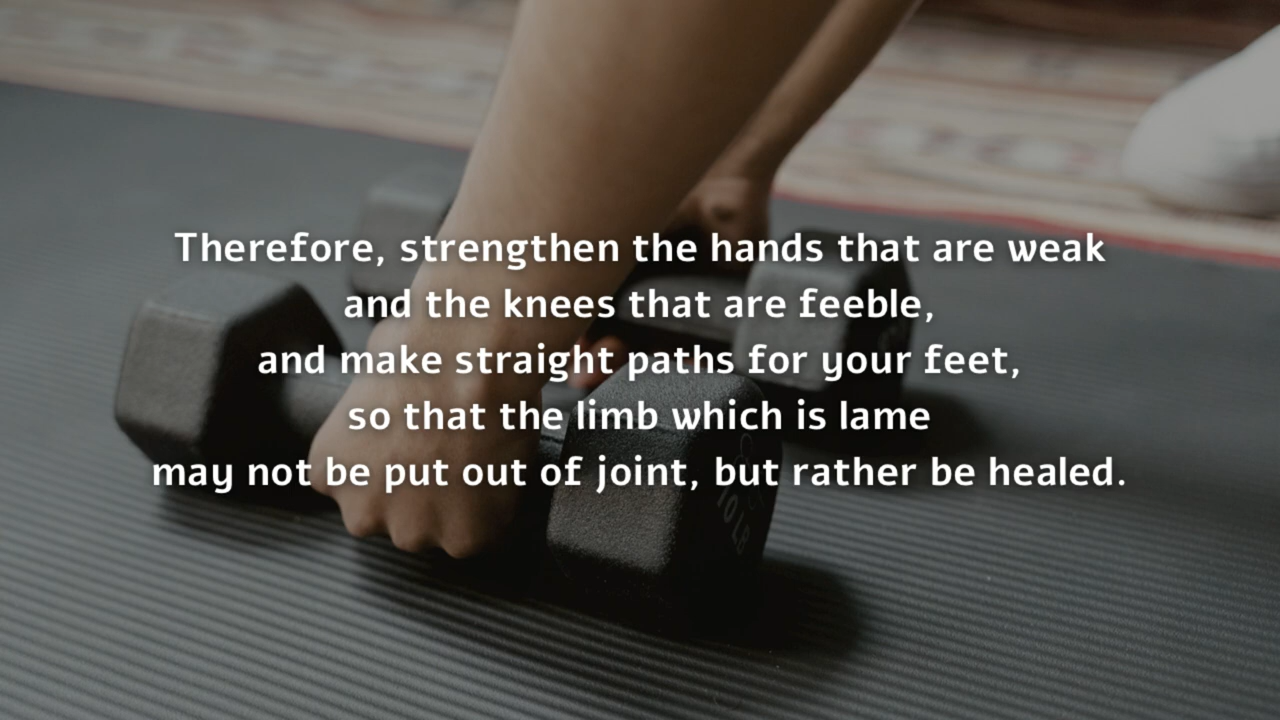 Therefore, strengthen the hands that are weak
and the knees that are feeble,
and make straight paths for your feet,
so that the limb which is lame
may not be put out of joint, but rather be healed.
10 LB